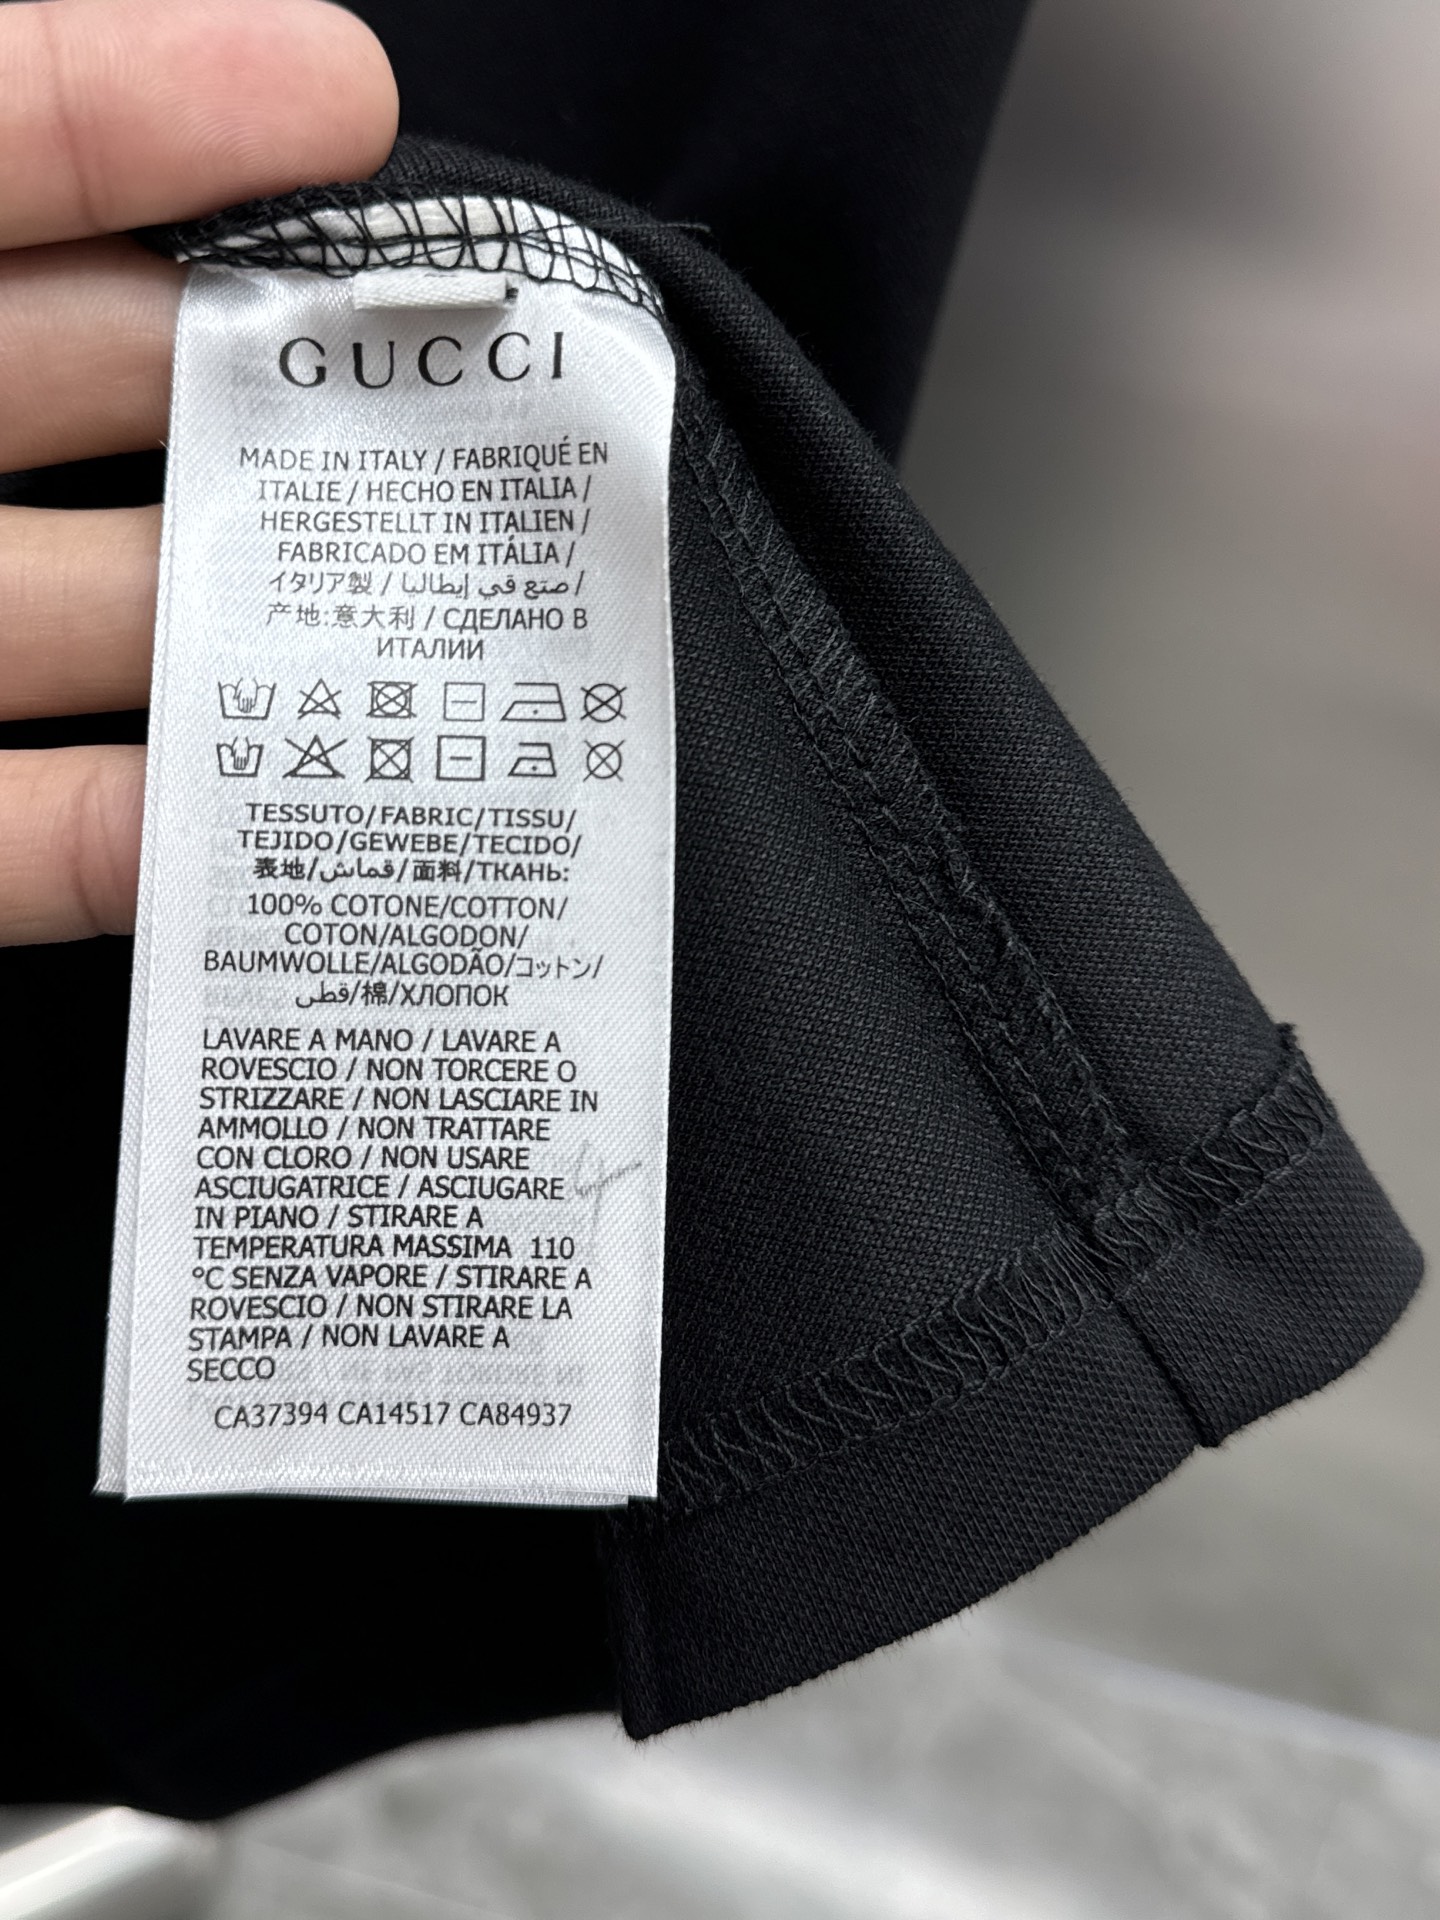 GUCCI
MADE IN ITALY / FABRIQUÉ EN
ITALIE / HECHO EN ITALIA /
HERGESTELLT IN ITALIEN /
FABRICADO EM ITÁLIA /
イタリア製 / صنع في إيطاليا /
产地:意大利 / СДЕЛАНО В
ИТАЛИИ
TESSUTO/FABRIC/TISSU/
TEJIDO/GEWEBE/TECIDO/
表地/قماش/面料/ТКАНЬ:
100% COTONE/COTTON/
COTON/ALGODON/
BAUMWOLLE/ALGODÃO/コットン/
قطن/棉/ХЛОПОК
LAVARE A MANO / LAVARE A
ROVESCIO / NON TORCERE O
STRIZZARE / NON LASCIARE IN
AMMOLLO / NON TRATTARE
CON CLORO / NON USARE
ASCIUGATRICE / ASCIUGARE
IN PIANO / STIRARE A
TEMPERATURA MASSIMA 110
°C SENZA VAPORE / STIRARE A
ROVESCIO / NON STIRARE LA
STAMPA / NON LAVARE A
SECCO
CA37394 CA14517 CA84937